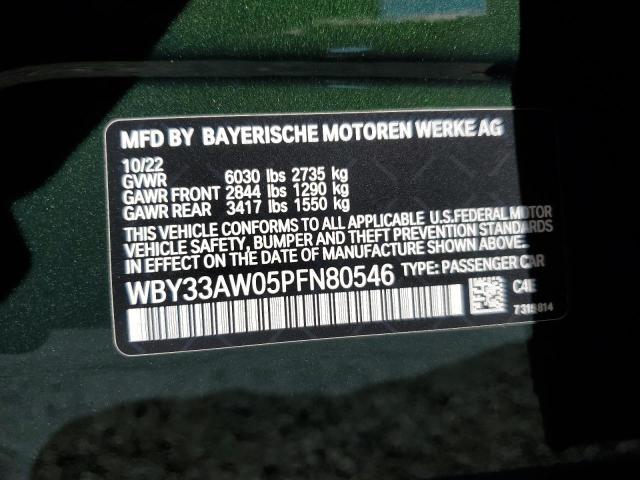 MFD BY BAYERISCHE MOTOREN WERKE AG
10/22
GVWR 6030 lbs 2735 kg
GAWR FRONT 2844 lbs 1290 kg
GAWR REAR 3417 lbs 1550 kg
THIS VEHICLE CONFORMS TO ALL APPLICABLE U.S.FEDERAL MOTOR
VEHICLE SAFETY, BUMPER AND THEFT PREVENTION STANDARDS
IN EFFECT ON THE DATE OF MANUFACTURE SHOWN ABOVE.
WBY33AW05PFN80546 TYPE: PASSENGER CAR
C4E
7319814